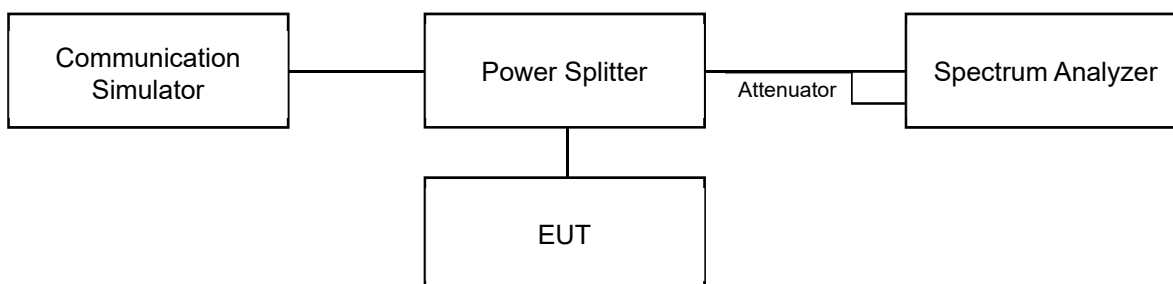 Communication
Simulator
Power Splitter
Attenuator
Spectrum Analyzer
EUT